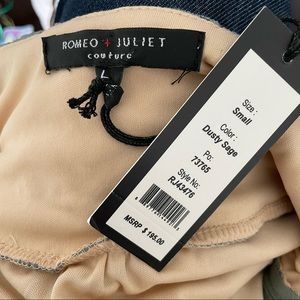 ROMEO + JULIET
couture
L
Size :
Small
Color :
Dusty Sage
Po:
73765
Style No:
RJ43476
MSRP $ 195.00